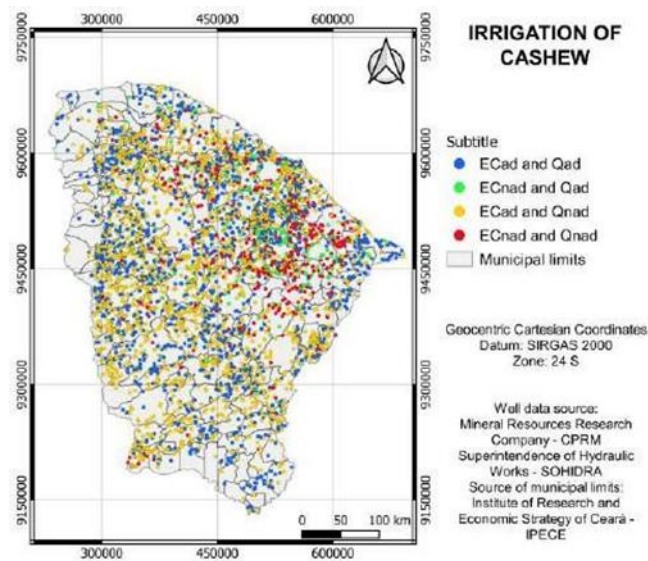 IRRIGATION OF
CASHEW
300000
450000
600000
9750000
9750000
9600000
9600000
9450000
9450000
9300000
9300000
9150000
9150000
Subtitle
ECad and Qad
ECnad and Qad
ECad and Qnad
ECnad and Qnad
Municipal limits
Geocentric Cartesian Coordinates
Datum: SIRGAS 2000
Zone: 24 S
Well data source:
Mineral Resources Research
Company - CPRM
Superintendence of Hydraulic
Works - SOHIDRA
Source of municipal limits:
Institute of Research and
Economic Strategy of Ceará -
IPECE
0 50 100 km
300000
450000
600000